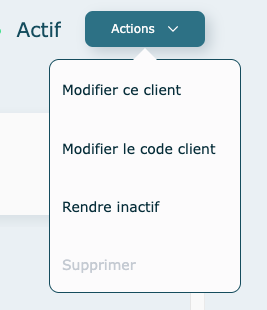 Actif
Actions
Modifier ce client
Modifier le code client
Rendre inactif
Supprimer